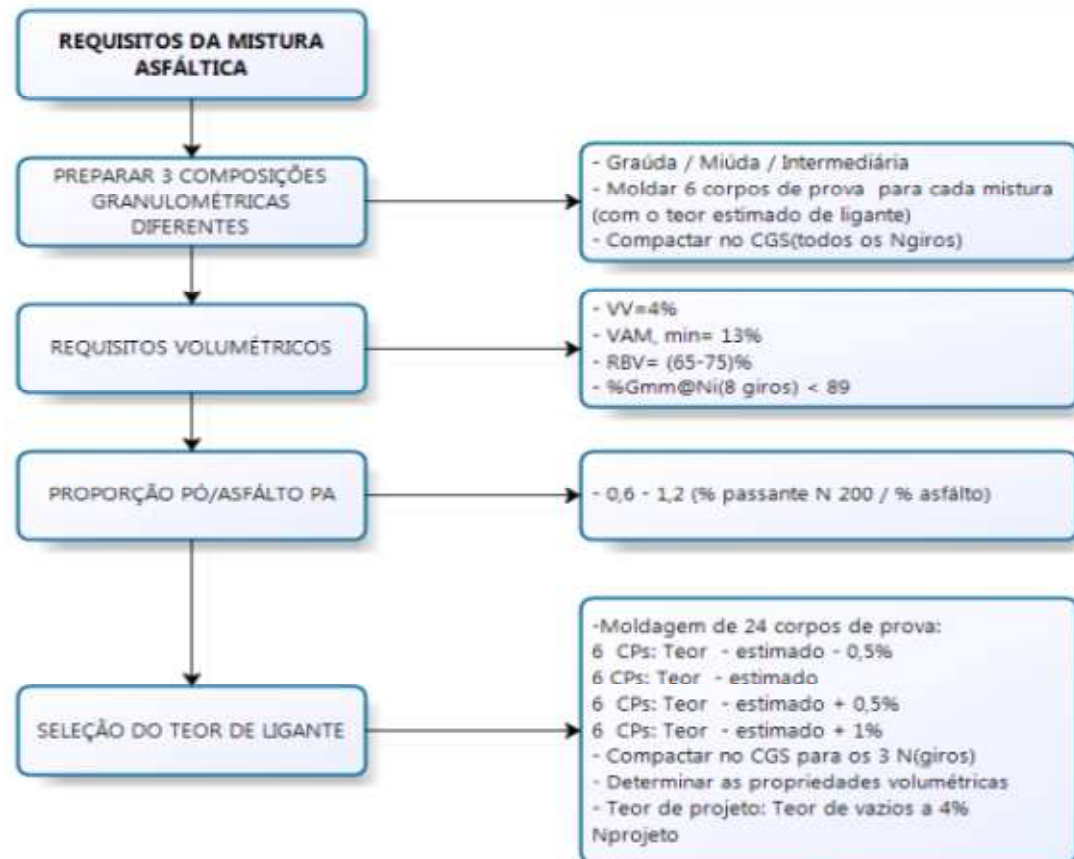 REQUISITOS DA MISTURA
ASFÁLTICA
PREPARAR 3 COMPOSIÇÕES
GRANULOMÉTRICAS
DIFERENTES
- Graúda / Miúda / Intermediária
- Moldar 6 corpos de prova para cada mistura
(com o teor estimado de ligante)
- Compactar no CGS(todos os Ngiros)
REQUISITOS VOLUMÉTRICOS
- VV=4%
- VAM, min= 13%
- RBV= (65-75)%
- %Gmm@Ni(8 giros) < 89
PROPORÇÃO PÓ/ASFÁLTO PA
- 0,6 - 1,2 (% passante N 200 / % asfálto)
SELEÇÃO DO TEOR DE LIGANTE
-Moldagem de 24 corpos de prova:
6 CPs: Teor - estimado - 0,5%
6 CPs: Teor - estimado
6 CPs: Teor - estimado + 0,5%
6 CPs: Teor - estimado + 1%
- Compactar no CGS para os 3 N(giros)
- Determinar as propriedades volumétricas
- Teor de projeto: Teor de vazios a 4%
Nprojeto